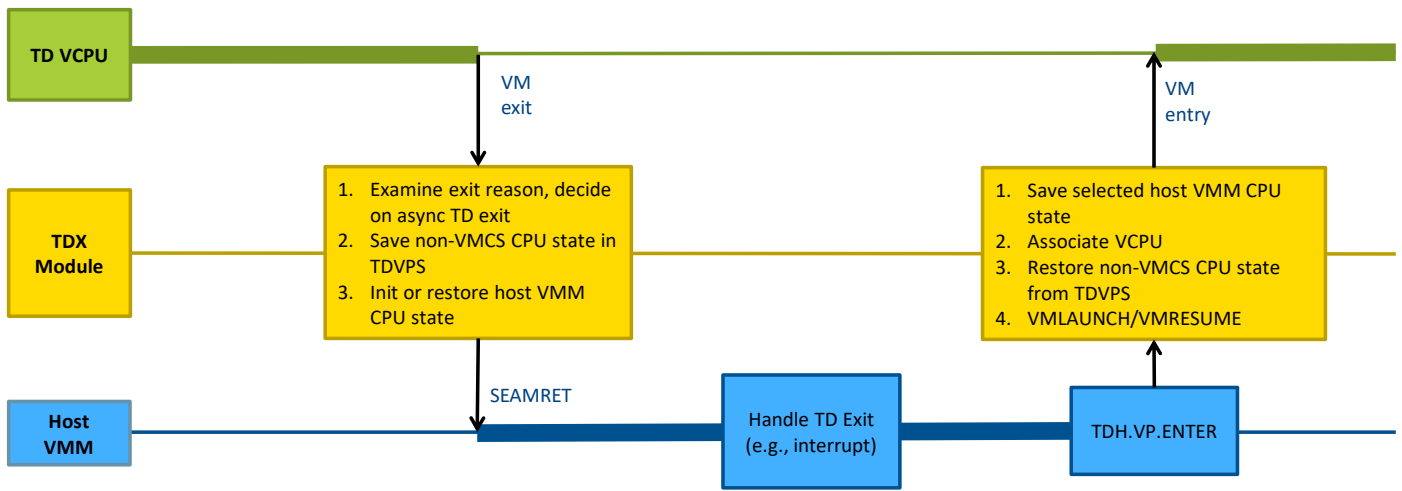 TD VCPU
VM
exit
VM
entry
TDX
Module
1. Examine exit reason, decide
on async TD exit
2. Save non-VMCS CPU state in
TDVPS
3. Init or restore host VMM
CPU state
1. Save selected host VMM CPU
state
2. Associate VCPU
3. Restore non-VMCS CPU state
from TDVPS
4. VMLAUNCH/VMRESUME
SEAMRET
Host
VMM
Handle TD Exit
(e.g., interrupt)
TDH.VP.ENTER